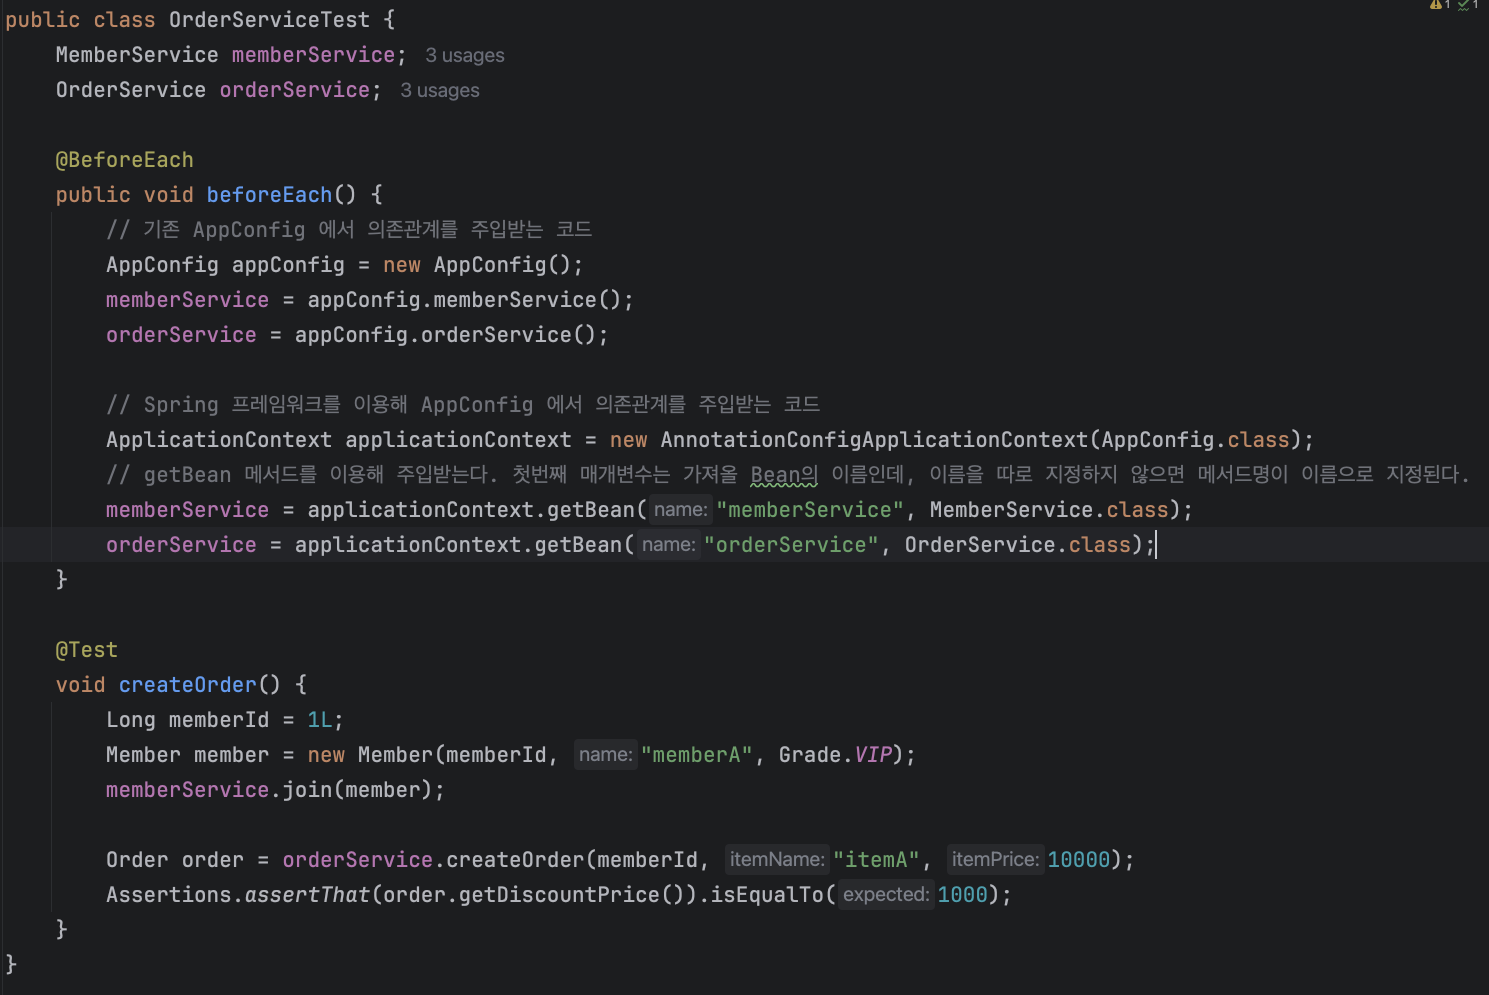 1 1
public class OrderServiceTest {
MemberService memberService; 3 usages
OrderService orderService; 3 usages
@BeforeEach
public void beforeEach() {
// 기존 AppConfig 에서 의존관계를 주입받는 코드
AppConfig appConfig = new AppConfig();
memberService = appConfig.memberService();
orderService = appConfig.orderService();
// Spring 프레임워크를 이용해 AppConfig 에서 의존관계를 주입받는 코드
ApplicationContext applicationContext = new AnnotationConfigApplicationContext(AppConfig.class);
// getBean 메서드를 이용해 주입받는다. 첫번째 매개변수는 가져올 Bean의 이름인데, 이름을 따로 지정하지 않으면 메서드명이 이름으로 지정된다.
memberService = applicationContext.getBean( name: "memberService", MemberService.class);
orderService = applicationContext.getBean( name: "orderService", OrderService.class);
}
@Test
void createOrder() {
Long memberId = 1L;
Member member = new Member(memberId, name: "memberA", Grade.VIP);
memberService.join(member);
Order order = orderService.createOrder(memberId, itemName: "itemA", itemPrice: 10000);
Assertions.assertThat(order.getDiscountPrice()).isEqualTo( expected: 1000);
}
}